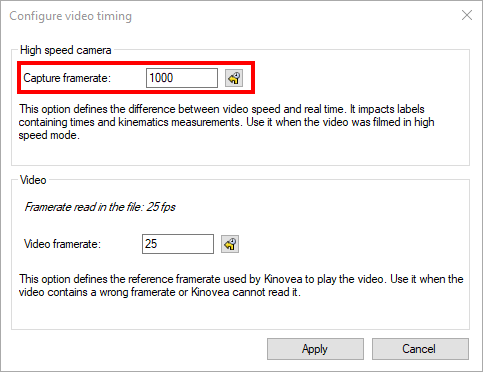 Configure video timing
High speed camera
Capture framerate: 1000
This option defines the difference between video speed and real time. It impacts labels
containing times and kinematics measurements. Use it when the video was filmed in high
speed mode.
Video
Framerate read in the file: 25 fps
Video framerate: 25
This option defines the reference framerate used by Kinovea to play the video. Use it when the
video contains a wrong framerate or Kinovea cannot read it.
Apply Cancel